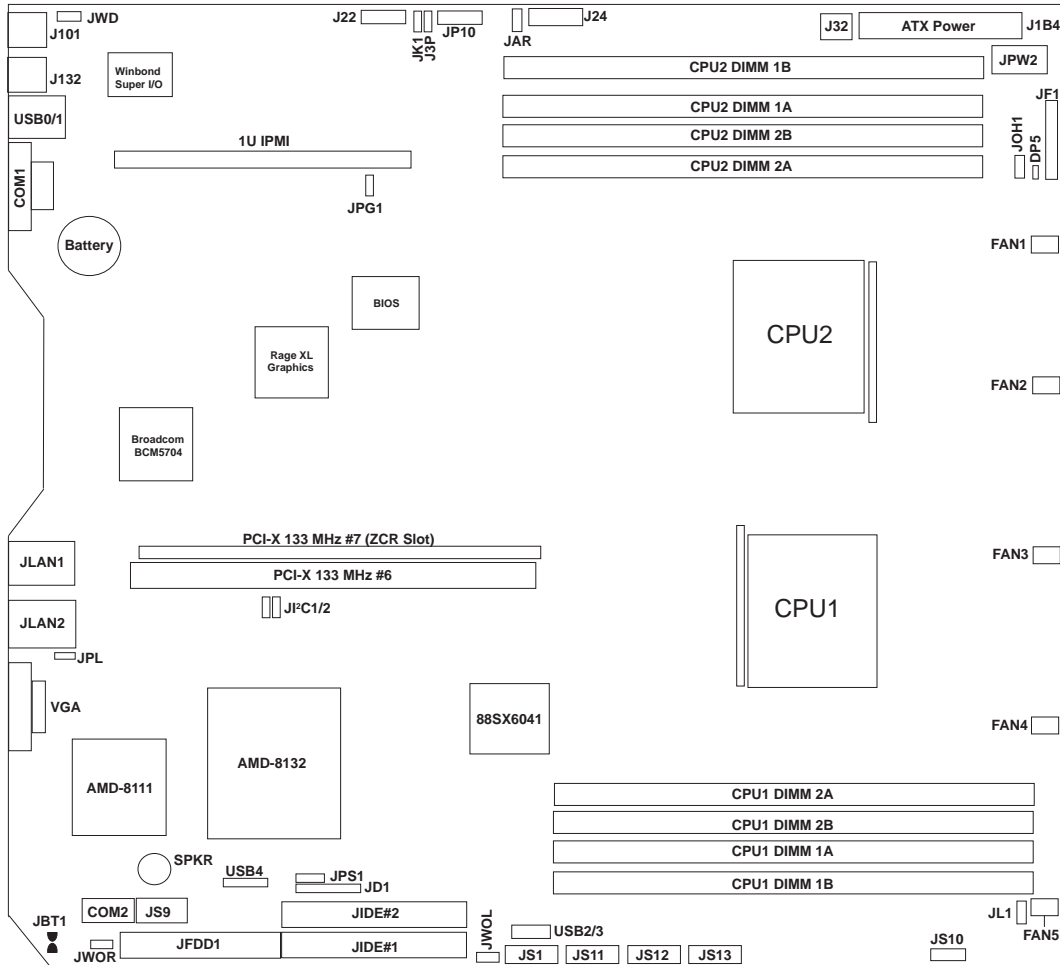 J101
JWD
J22
JK1
J3P
JP10
JAR
J24
J32
ATX Power
J1B4
J132
Winbond
Super I/O
CPU2 DIMM 1B
JPW2
USB0/1
CPU2 DIMM 1A
JF1
COM1
1U IPMI
CPU2 DIMM 2B
JOH1
DP5
CPU2 DIMM 2A
JPG1
Battery
FAN1
BIOS
CPU2
Rage XL
Graphics
FAN2
Broadcom
BCM5704
PCI-X 133 MHz #7 (ZCR Slot)
JLAN1
FAN3
PCI-X 133 MHz #6
JI²C1/2
CPU1
JLAN2
JPL
VGA
88SX6041
FAN4
AMD-8111
AMD-8132
CPU1 DIMM 2A
CPU1 DIMM 2B
CPU1 DIMM 1A
SPKR
USB4
JPS1
JD1
CPU1 DIMM 1B
COM2
JS9
JIDE#2
JL1
JBT1
FAN5
JWOR
JFDD1
JIDE#1
JWOL
USB2/3
JS1
JS11
JS12
JS13
JS10